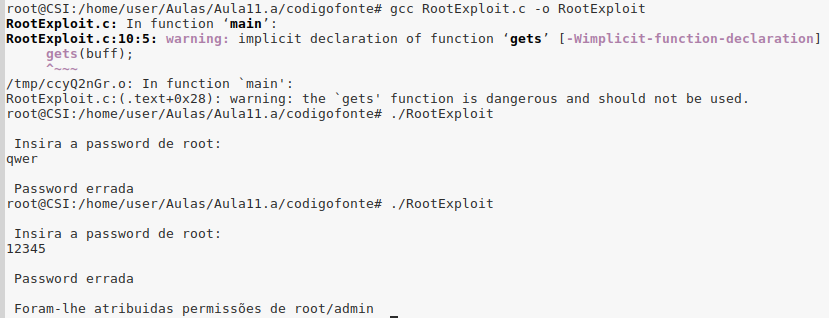 root@CSI:/home/user/Aulas/Aula11.a/codigofonte# gcc RootExploit.c -o RootExploit
RootExploit.c: In function ‘main’:
RootExploit.c:10:5: warning: implicit declaration of function ‘gets’ [-Wimplicit-function-declaration]
     gets(buff);
     ^~~~
/tmp/ccyQ2nGr.o: In function `main':
RootExploit.c:(.text+0x28): warning: the `gets' function is dangerous and should not be used.
root@CSI:/home/user/Aulas/Aula11.a/codigofonte# ./RootExploit
 Insira a password de root:
qwer
 Password errada
root@CSI:/home/user/Aulas/Aula11.a/codigofonte# ./RootExploit
 Insira a password de root:
12345
 Password errada
 Foram-lhe atribuidas permissões de root/admin